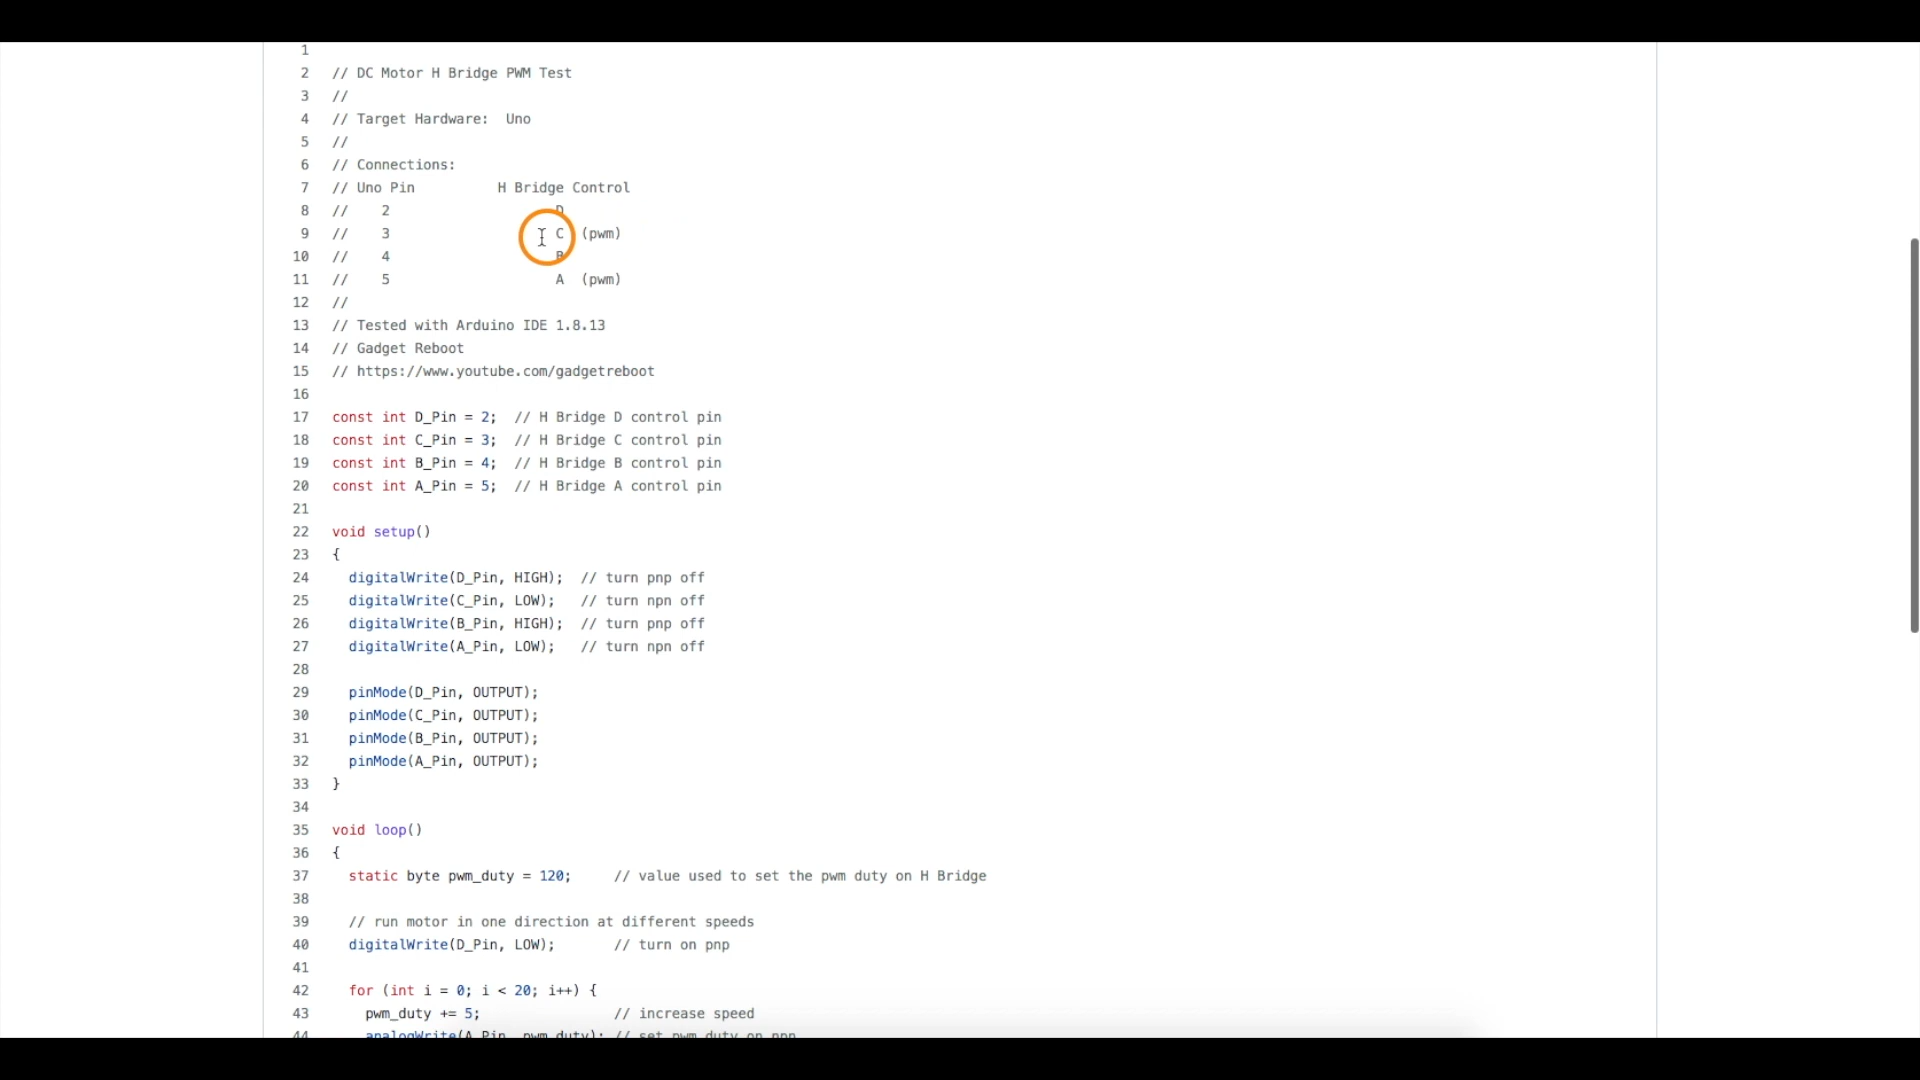 1
2 // DC Motor H Bridge PWM Test
3 //
4 // Target Hardware:  Uno
5 //
6 // Connections:
7 // Uno Pin          H Bridge Control
8 //    2                    D
9 //    3                    C  (pwm)
10 //    4                    B
11 //    5                    A  (pwm)
12 //
13 // Tested with Arduino IDE 1.8.13
14 // Gadget Reboot
15 // https://www.youtube.com/gadgetreboot
16
17 const int D_Pin = 2;  // H Bridge D control pin
18 const int C_Pin = 3;  // H Bridge C control pin
19 const int B_Pin = 4;  // H Bridge B control pin
20 const int A_Pin = 5;  // H Bridge A control pin
21
22 void setup()
23 {
24   digitalWrite(D_Pin, HIGH);  // turn pnp off
25   digitalWrite(C_Pin, LOW);   // turn npn off
26   digitalWrite(B_Pin, HIGH);  // turn pnp off
27   digitalWrite(A_Pin, LOW);   // turn npn off
28
29   pinMode(D_Pin, OUTPUT);
30   pinMode(C_Pin, OUTPUT);
31   pinMode(B_Pin, OUTPUT);
32   pinMode(A_Pin, OUTPUT);
33 }
34
35 void loop()
36 {
37   static byte pwm_duty = 120;     // value used to set the pwm duty on H Bridge
38
39   // run motor in one direction at different speeds
40   digitalWrite(D_Pin, LOW);       // turn on pnp
41
42   for (int i = 0; i < 20; i++) {
43     pwm_duty += 5;                // increase speed
44     analogWrite(A_Pin, pwm_duty); // set pwm duty on npn